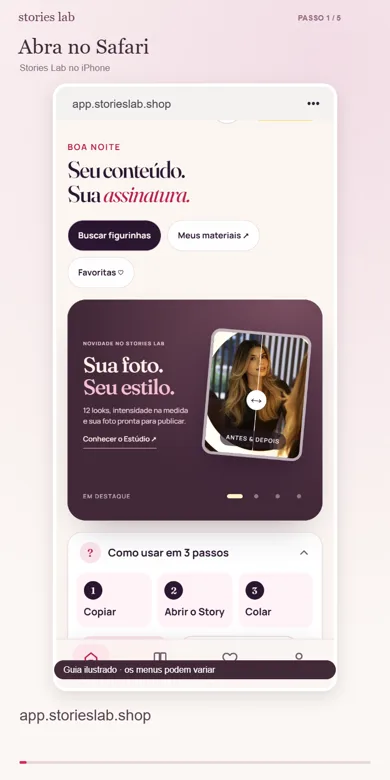 stories lab
PASSO 1 / 5
Abra no Safari
Stories Lab no iPhone
app.storieslab.shop
BOA NOITE
Seu conteúdo.
Sua assinatura.
Buscar figurinhas
Meus materiais ↗
Favoritas ♡
NOVIDADE NO STORIES LAB
Sua foto.
Seu estilo.
12 looks, intensidade na medida
e sua foto pronta para publicar.
Conhecer o Estúdio ↗
ANTES & DEPOIS
EM DESTAQUE
? Como usar em 3 passos
1
Copiar
2
Abrir o Story
3
Colar
Guia ilustrado · os menus podem variar
app.storieslab.shop